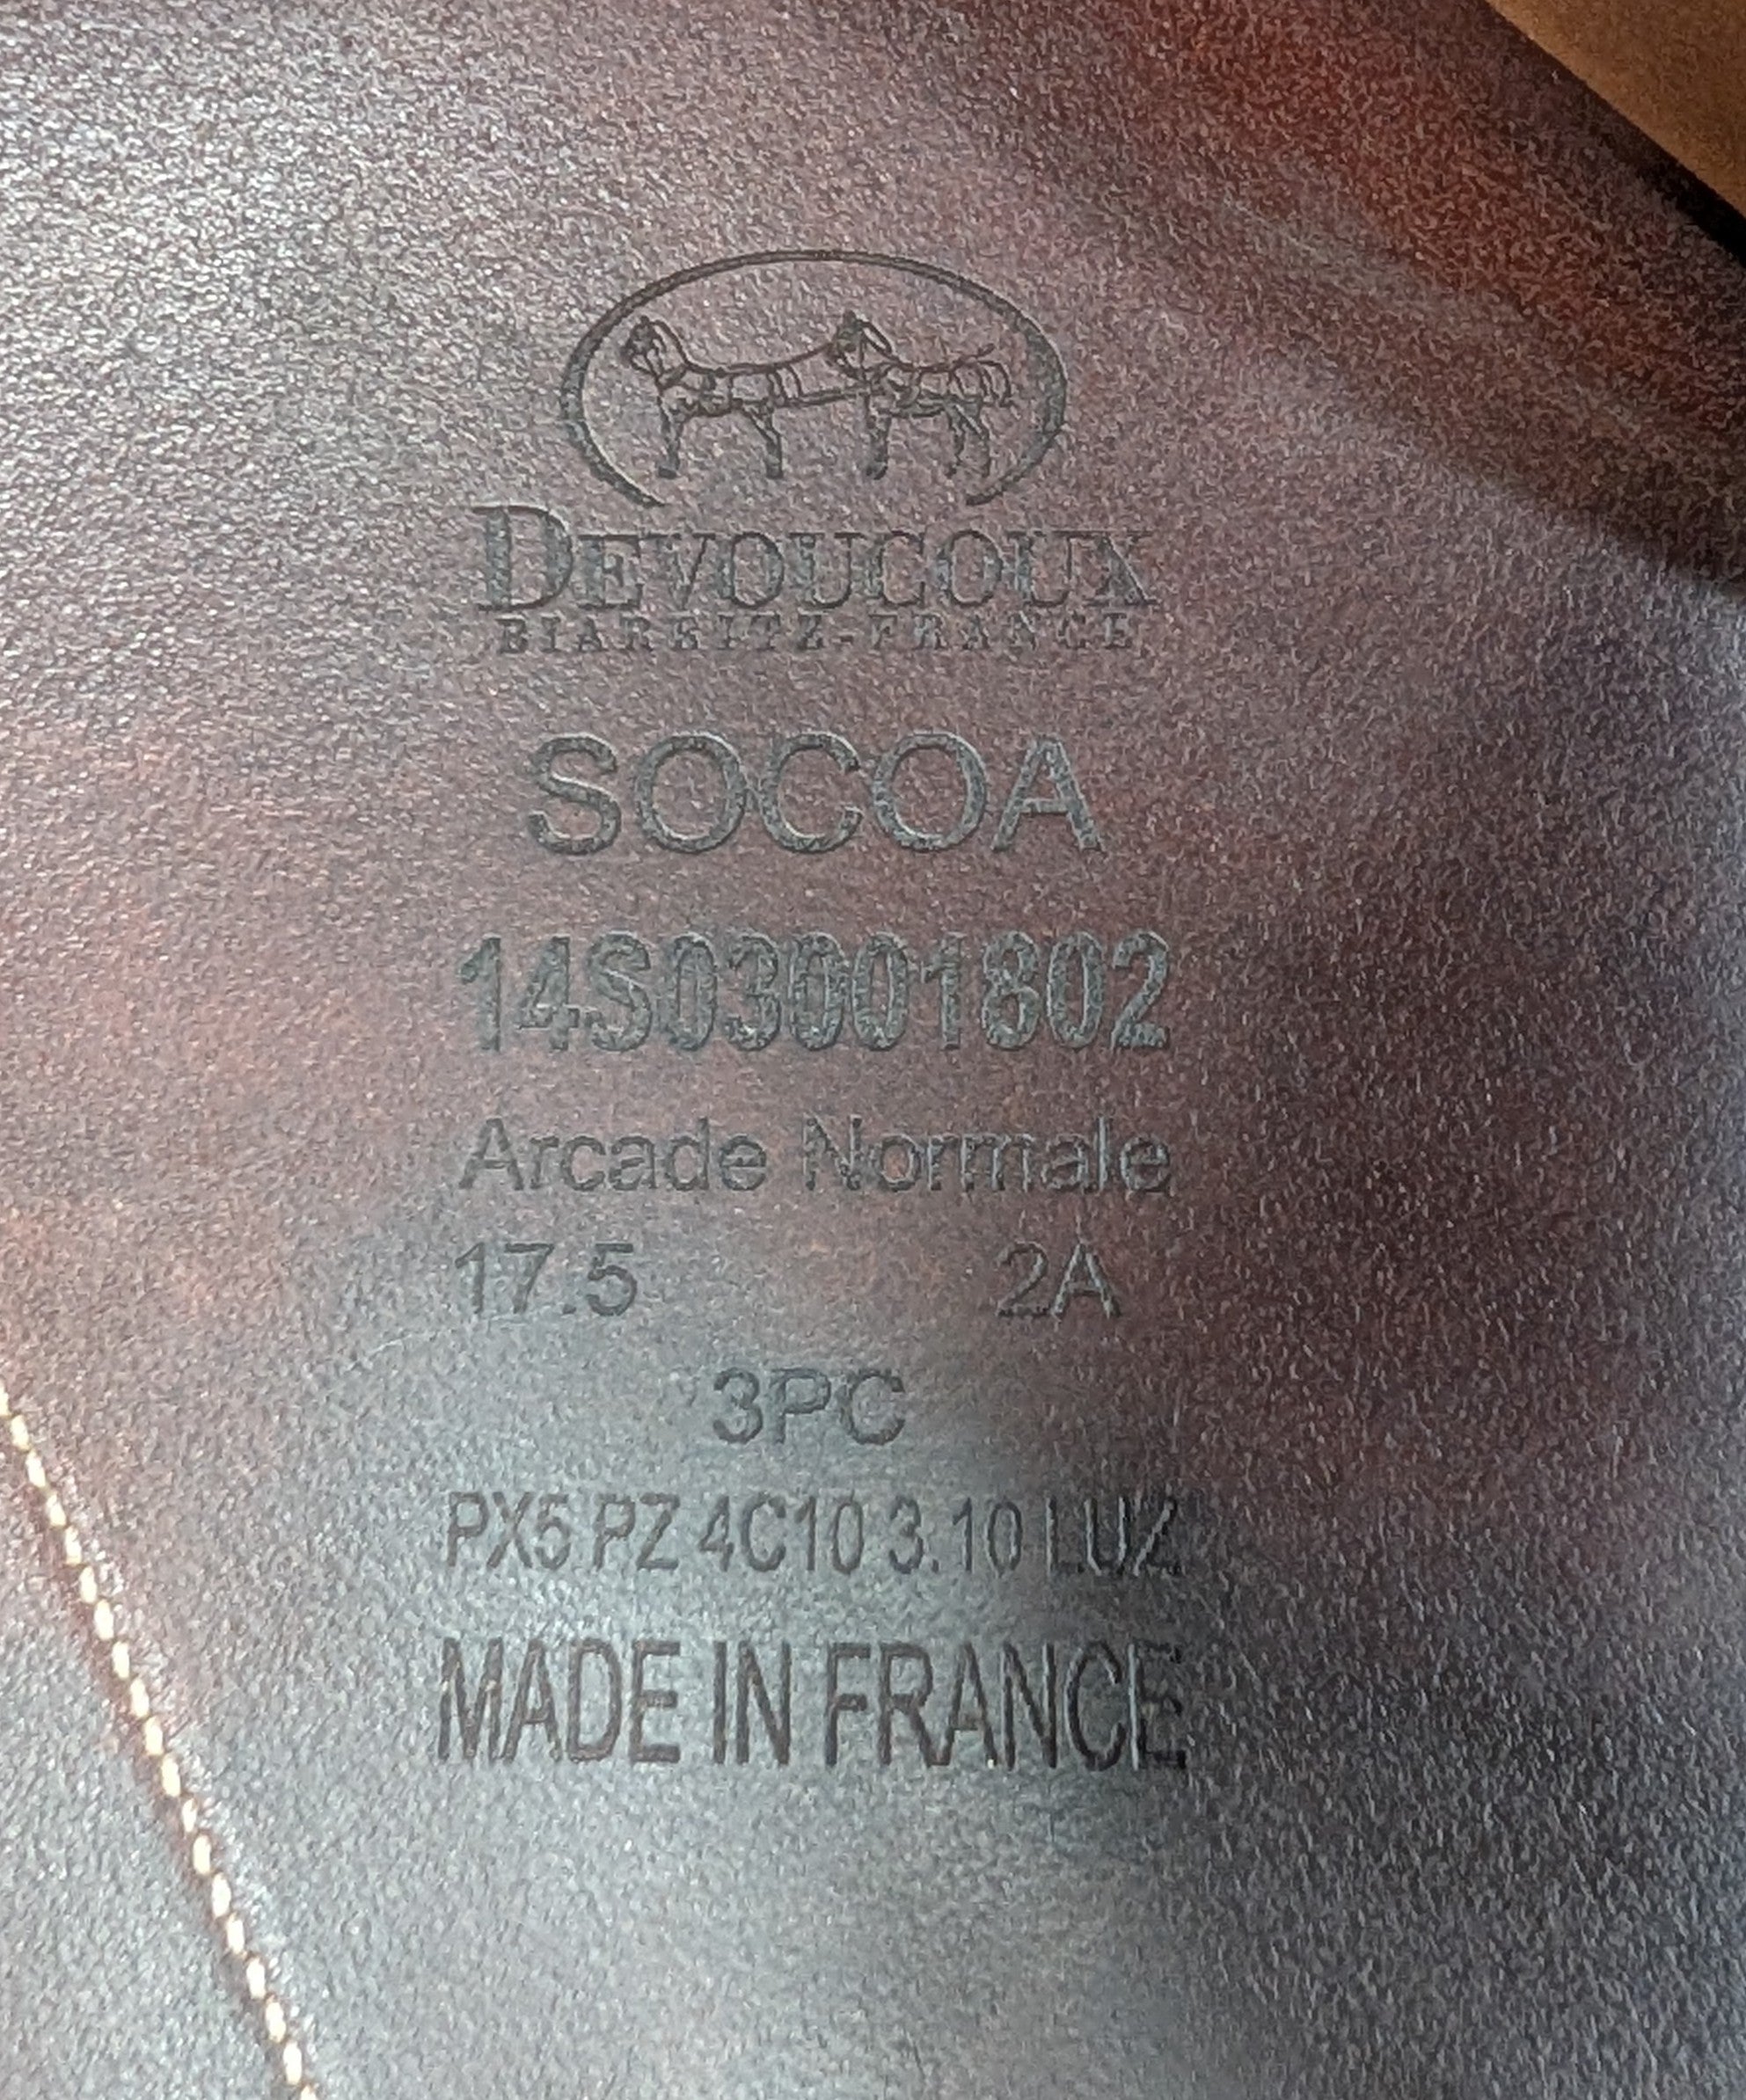 DEVOUCOUX
BIARRITZ-FRANCE
SOCOA
14S03001802
Arcade Normale
17.5 2A
3PC
PX5 PZ 4C10 3.10 LUZ
MADE IN FRANCE